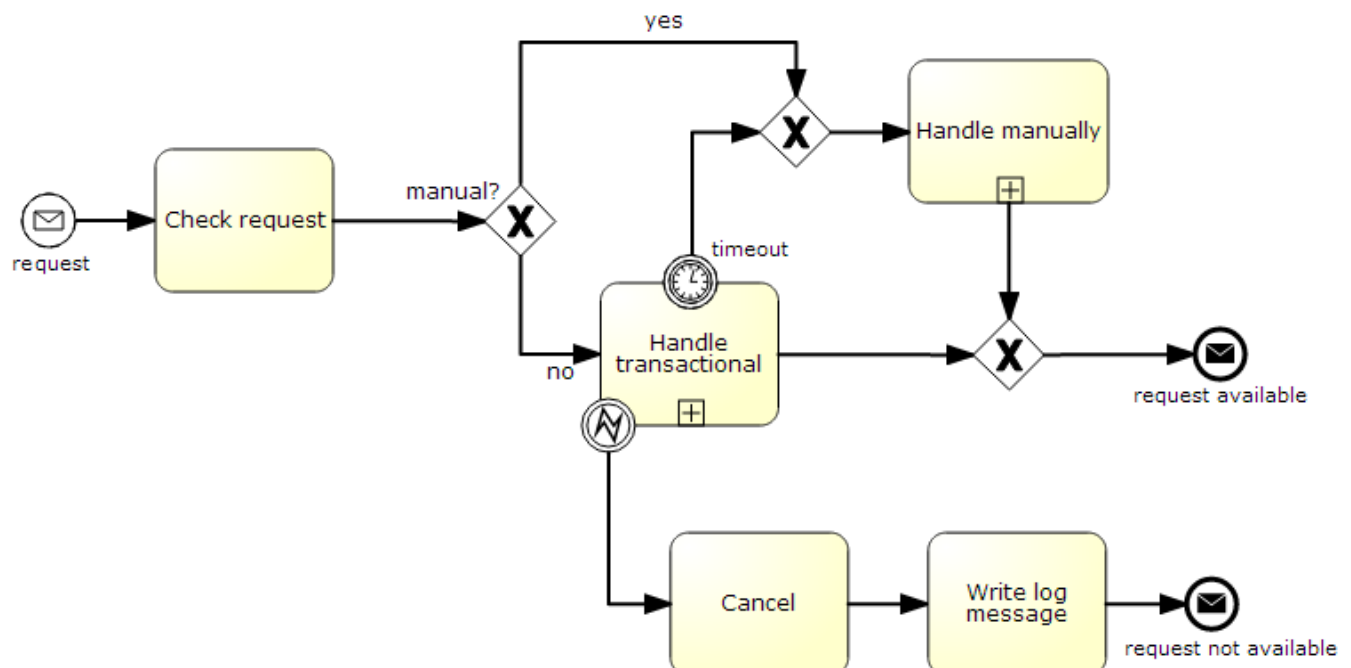 yes
Handle manually
manual?
Check request
request
timeout
Handle
transactional
no
request available
Cancel
Write log
message
request not available